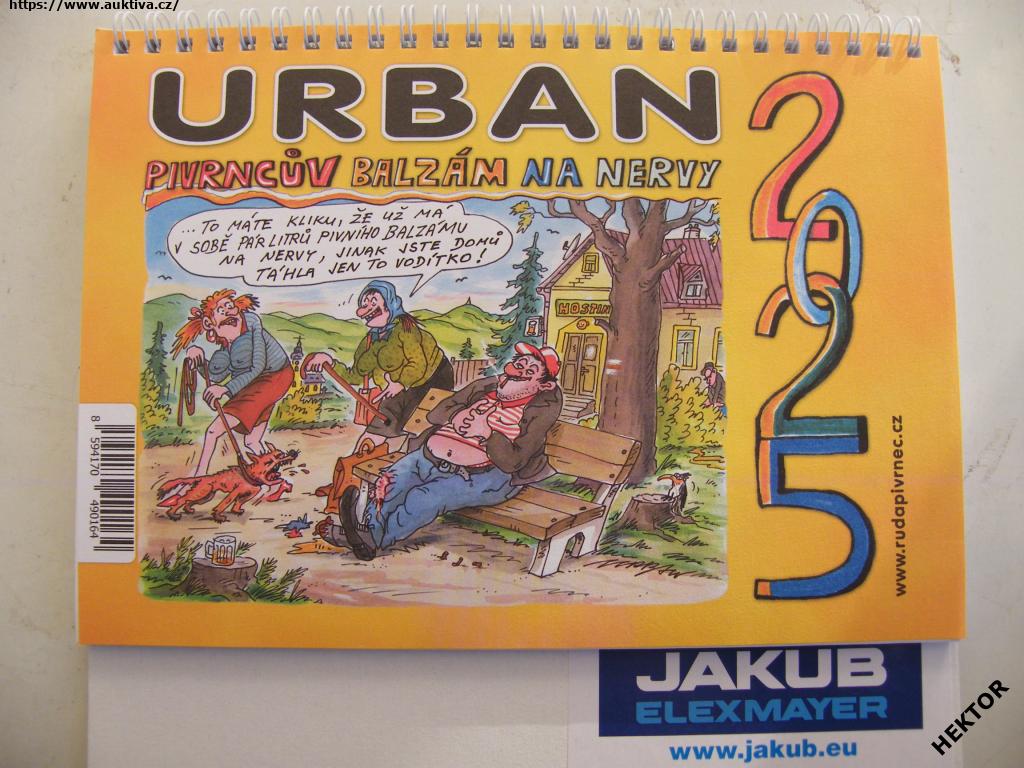 https://www.auktiva.cz/
URBAN
PIVRNCŮV BALZÁM NA NERVY
2025
...TO MÁTE KLIKU, ŽE UŽ MÁ
V SOBĚ PÁR LITRŮ PIVNÍHO BALZÁMU
NA NERVY, JINAK JSTE DOMŮ
TÁHLA JEN TO VODÍTKO!
HOSTIN
8 594170 490164
www.rudapivrnec.cz
JAKUB
ELEXMAYER
www.jakub.eu
HEKTOR